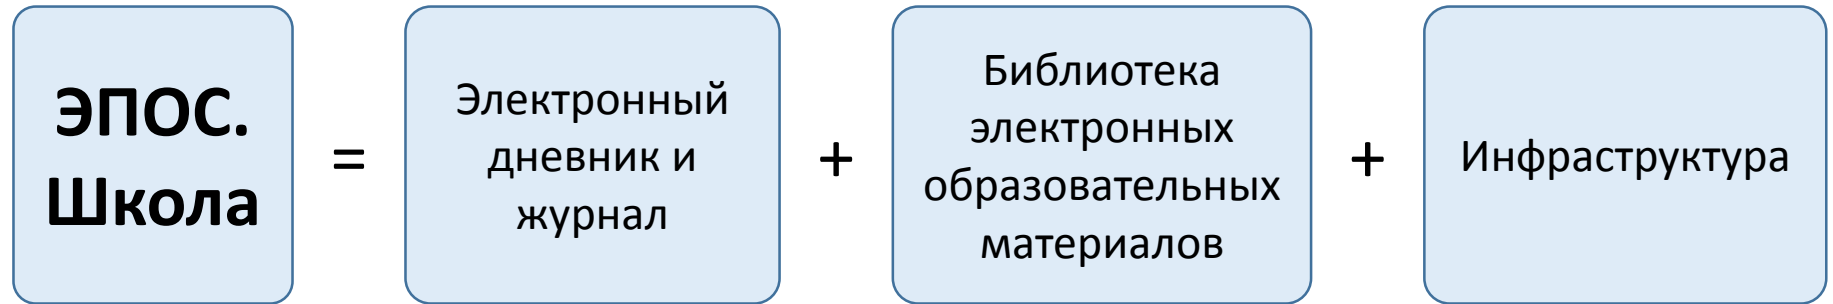 ЭПОС.
Школа
=
Электронный
дневник и
журнал
+
Библиотека
электронных
образовательных
материалов
+
Инфраструктура